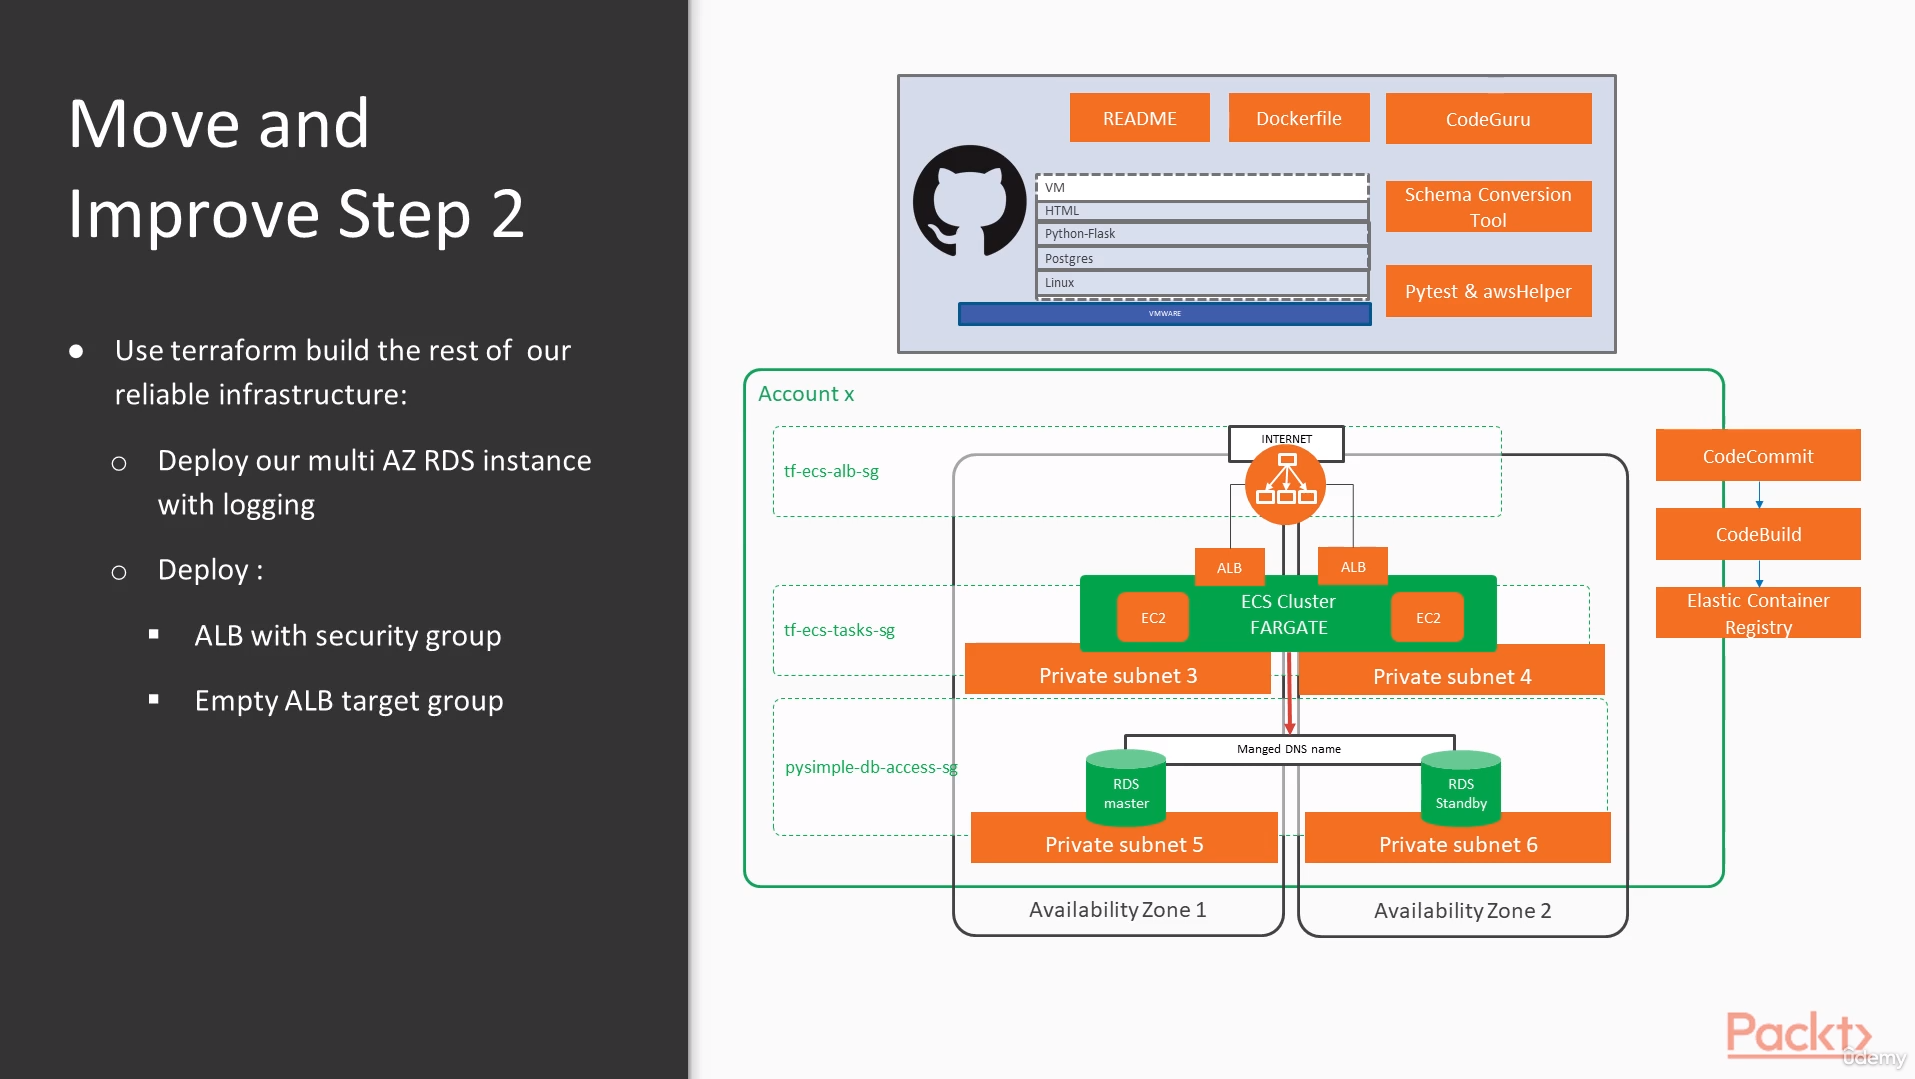 Move and
Improve Step 2
● Use terraform build the rest of our
reliable infrastructure:
○ Deploy our multi AZ RDS instance
with logging
○ Deploy :
▪ ALB with security group
▪ Empty ALB target group
README
Dockerfile
CodeGuru
VM
HTML
Python-Flask
Postgres
Linux
VMWARE
Schema Conversion
Tool
Pytest & awsHelper
Account x
INTERNET
tf-ecs-alb-sg
ALB
ALB
ECS Cluster
FARGATE
EC2
EC2
tf-ecs-tasks-sg
Private subnet 3
Private subnet 4
Manged DNS name
pysimple-db-access-sg
RDS
master
RDS
Standby
Private subnet 5
Private subnet 6
Availability Zone 1
Availability Zone 2
CodeCommit
CodeBuild
Elastic Container
Registry
Packt>
ûdemy